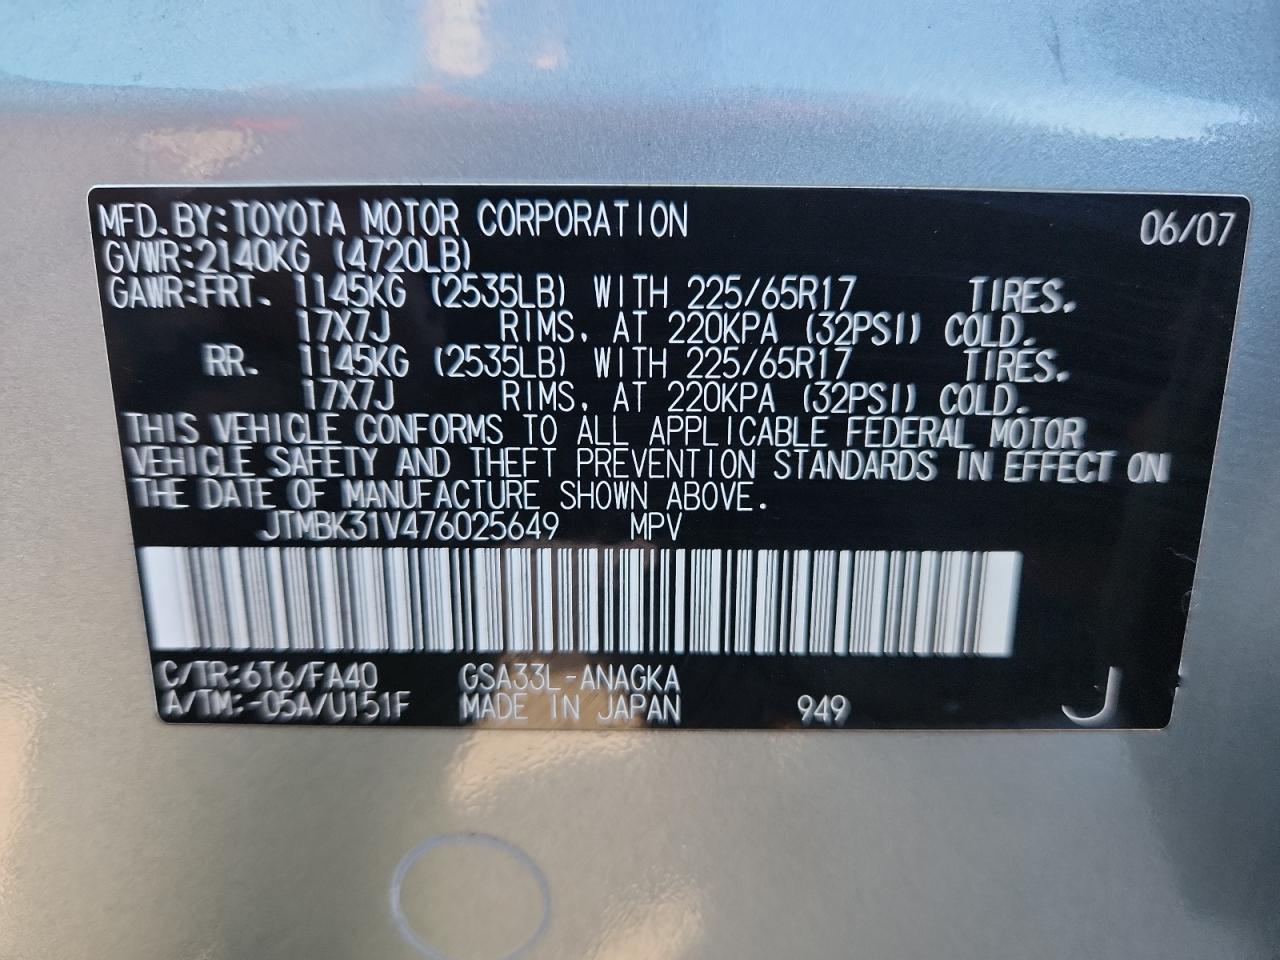 MFD.BY:TOYOTA MOTOR CORPORATION 06/07
GVWR:2140KG (4720LB)
GAWR:FRT. 1145KG (2535LB) WITH 225/65R17 TIRES.
17X7J RIMS, AT 220KPA (32PSI) COLD.
RR. 1145KG (2535LB) WITH 225/65R17 TIRES.
17X7J RIMS, AT 220KPA (32PSI) COLD.
THIS VEHICLE CONFORMS TO ALL APPLICABLE FEDERAL MOTOR
VEHICLE SAFETY AND THEFT PREVENTION STANDARDS IN EFFECT ON
THE DATE OF MANUFACTURE SHOWN ABOVE.
JTMBK31V476025649 MPV
C/TR:6T6/FA40 GSA33L-ANAGKA
A/TM:-05A/U151F MADE IN JAPAN 949 J